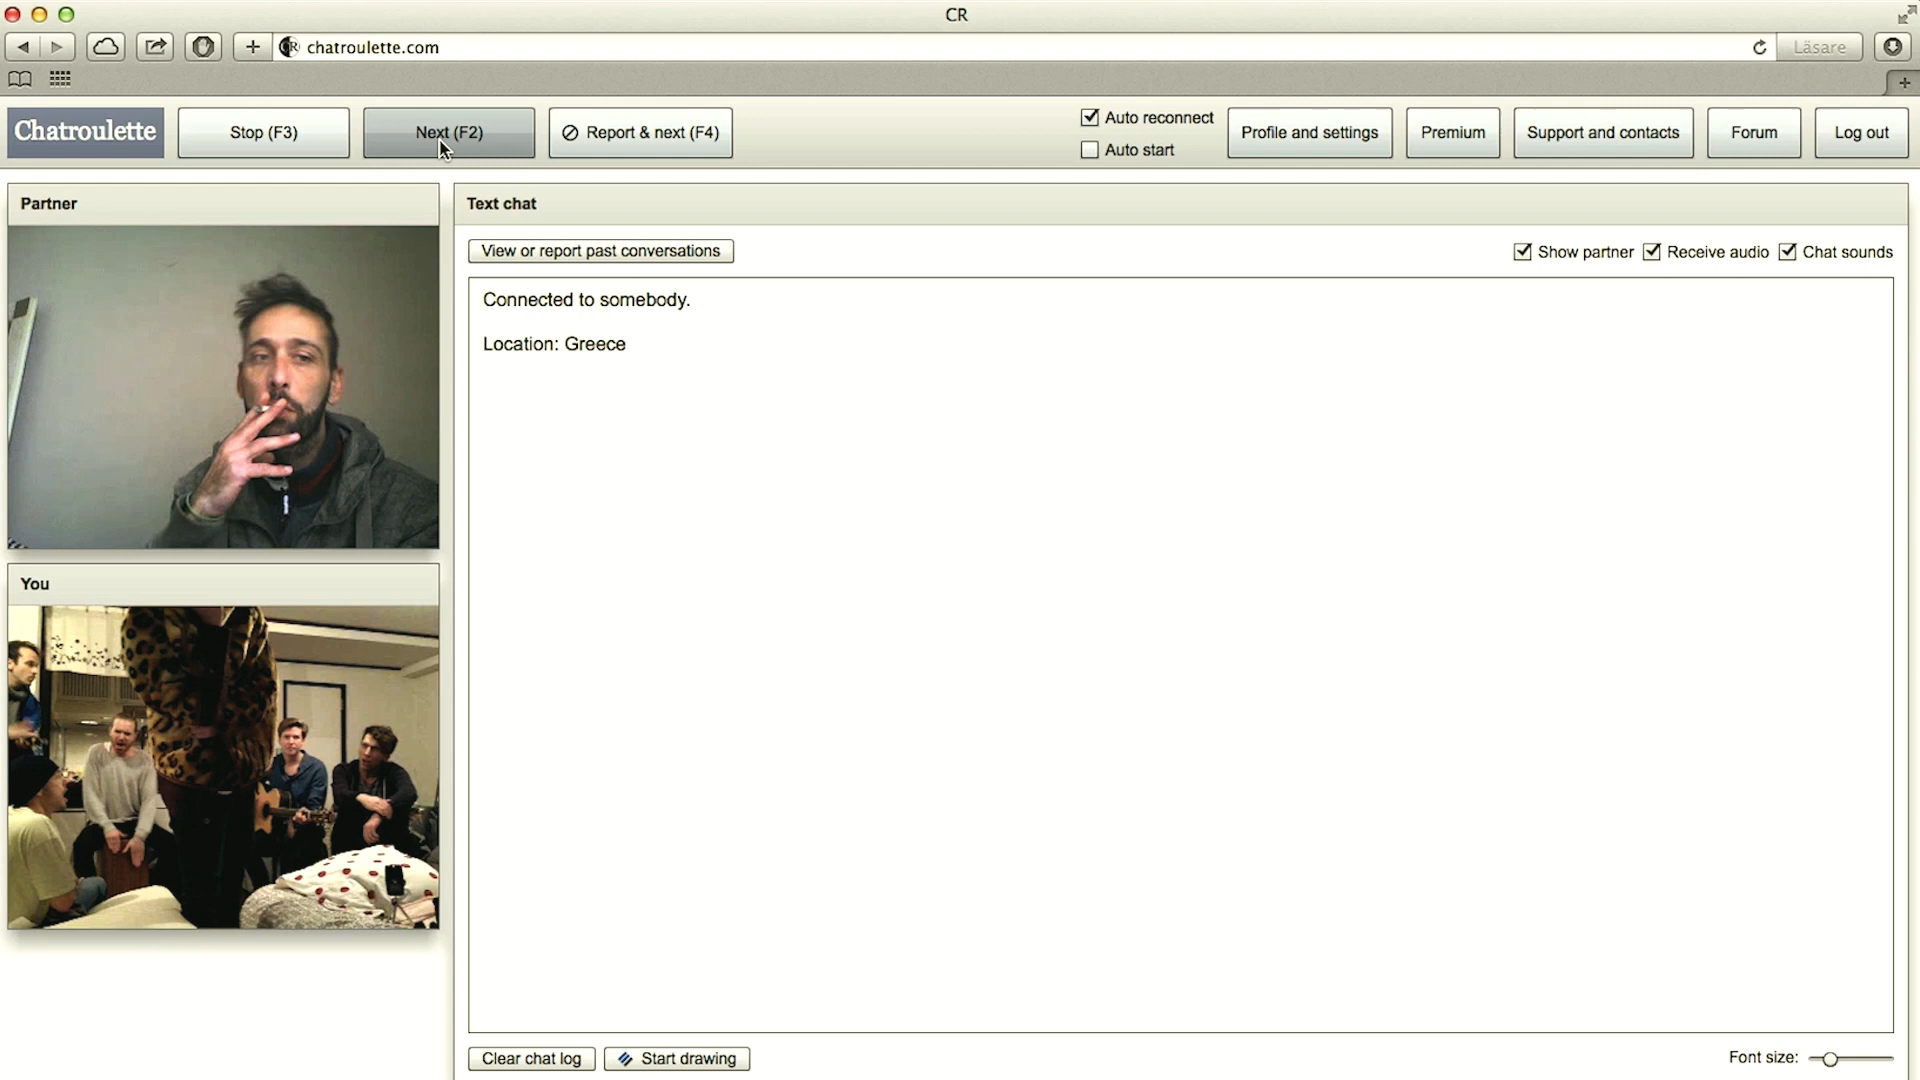 CR
chatroulette.com
Läsare
Chatroulette
Stop (F3)
Next (F2)
Report & next (F4)
Auto reconnect
Auto start
Profile and settings
Premium
Support and contacts
Forum
Log out
Partner
Text chat
View or report past conversations
Show partner
Receive audio
Chat sounds
Connected to somebody.
Location: Greece
You
Clear chat log
Start drawing
Font size: